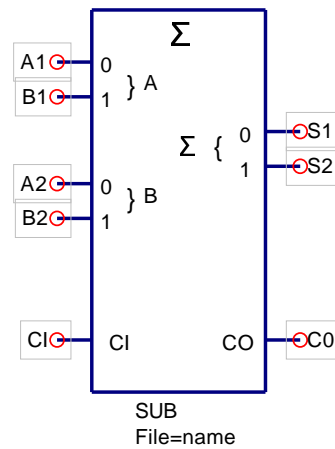 Σ
A1 0
B1 1 } A
Σ { 0 S1
1 S2
A2 0
B2 1 } B
CI CI CO C0
SUB
File=name